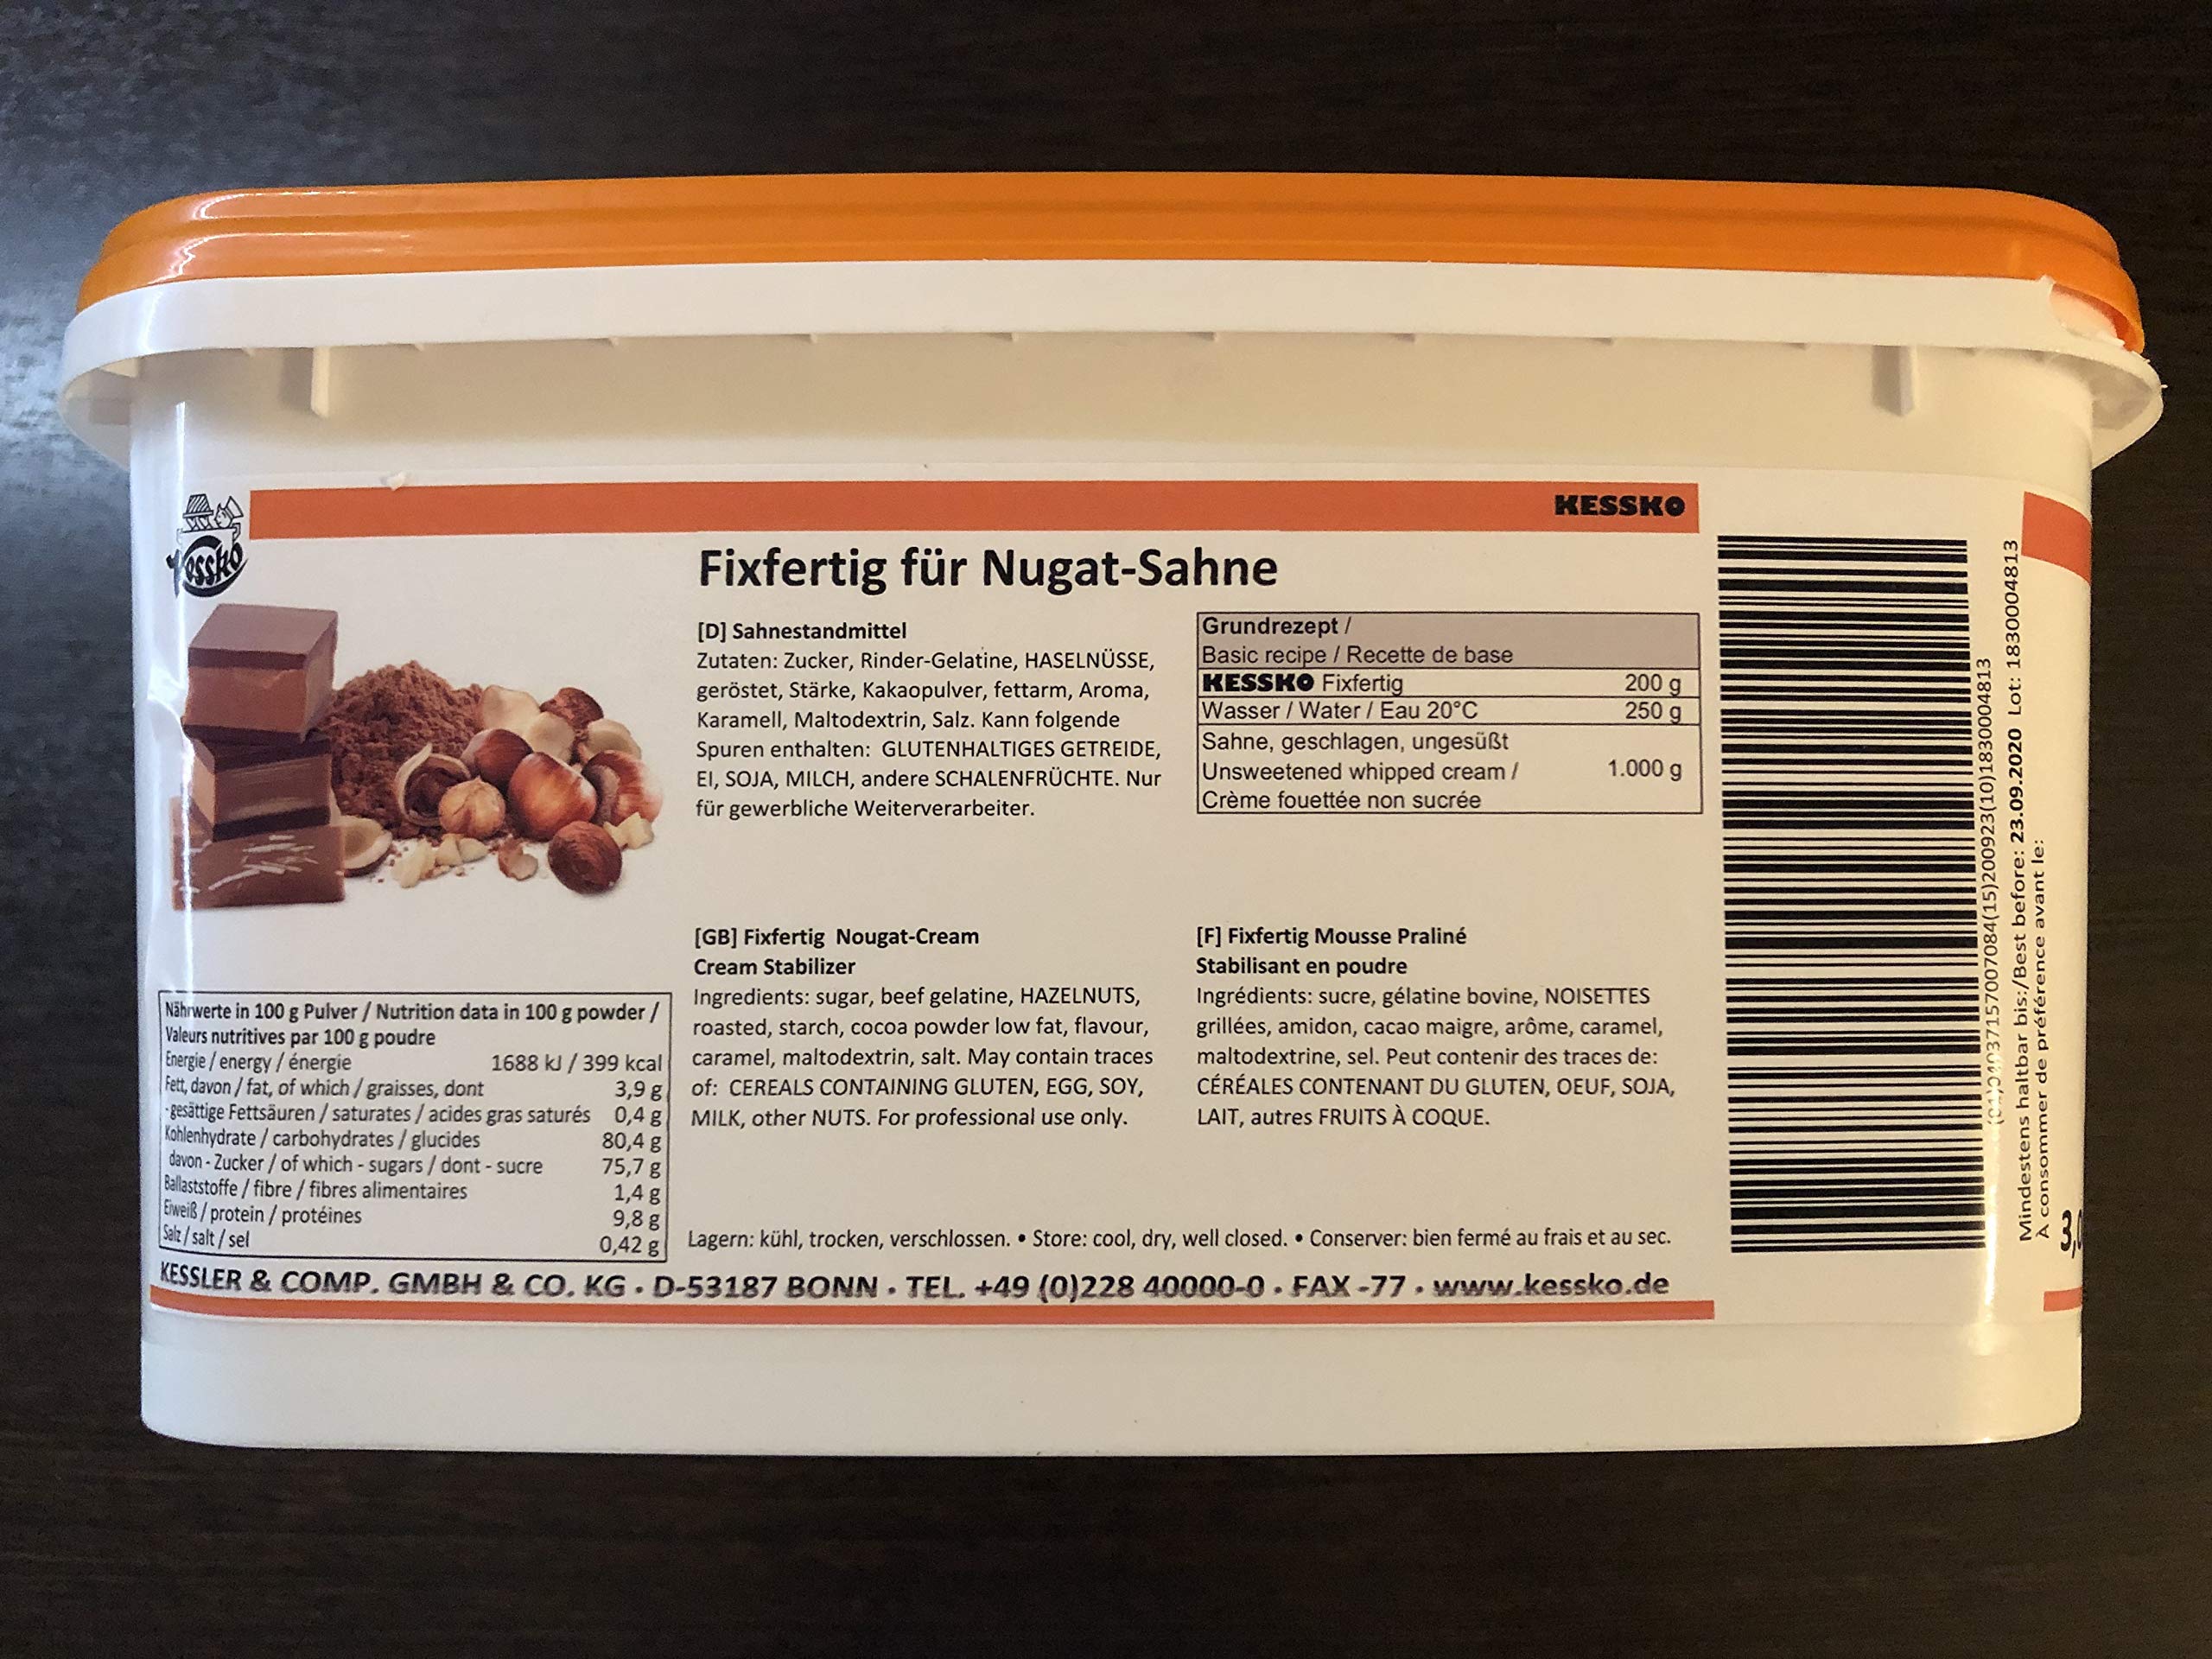 KESSKO
Kessko
Fixfertig für Nugat-Sahne
[D] Sahnestandmittel
Zutaten: Zucker, Rinder-Gelatine, HASELNÜSSE,
geröstet, Stärke, Kakaopulver, fettarm, Aroma,
Karamell, Maltodextrin, Salz. Kann folgende
Spuren enthalten: GLUTENHALTIGES GETREIDE,
EI, SOJA, MILCH, andere SCHALENFRÜCHTE. Nur
für gewerbliche Weiterverarbeiter.
Grundrezept /
Basic recipe / Recette de base
KESSKO Fixfertig 200 g
Wasser / Water / Eau 20°C 250 g
Sahne, geschlagen, ungesüßt
Unsweetened whipped cream / 1.000 g
Crème fouettée non sucrée
[GB] Fixfertig Nougat-Cream
Cream Stabilizer
Ingredients: sugar, beef gelatine, HAZELNUTS,
roasted, starch, cocoa powder low fat, flavour,
caramel, maltodextrin, salt. May contain traces
of: CEREALS CONTAINING GLUTEN, EGG, SOY,
MILK, other NUTS. For professional use only.
[F] Fixfertig Mousse Praliné
Stabilisant en poudre
Ingrédients: sucre, gélatine bovine, NOISETTES
grillées, amidon, cacao maigre, arôme, caramel,
maltodextrine, sel. Peut contenir des traces de:
CÉRÉALES CONTENANT DU GLUTEN, OEUF, SOJA,
LAIT, autres FRUITS À COQUE.
Nährwerte in 100 g Pulver / Nutrition data in 100 g powder /
Valeurs nutritives par 100 g poudre
Energie / energy / énergie 1688 kJ / 399 kcal
Fett, davon / fat, of which / graisses, dont 3,9 g
- gesättige Fettsäuren / saturates / acides gras saturés 0,4 g
Kohlenhydrate / carbohydrates / glucides 80,4 g
davon - Zucker / of which - sugars / dont - sucre 75,7 g
Ballaststoffe / fibre / fibres alimentaires 1,4 g
Eiweiß / protein / protéines 9,8 g
Salz / salt / sel 0,42 g
Lagern: kühl, trocken, verschlossen. • Store: cool, dry, well closed. • Conserver: bien fermé au frais et au sec.
KESSLER & COMP. GMBH & CO. KG • D-53187 BONN • TEL. +49 (0)228 40000-0 • FAX -77 • www.kessko.de
(01)04037157007084(15)200923(10)1830004813
Mindestens haltbar bis:/Best before: 23.09.2020 Lot: 1830004813
À consommer de préférence avant le: